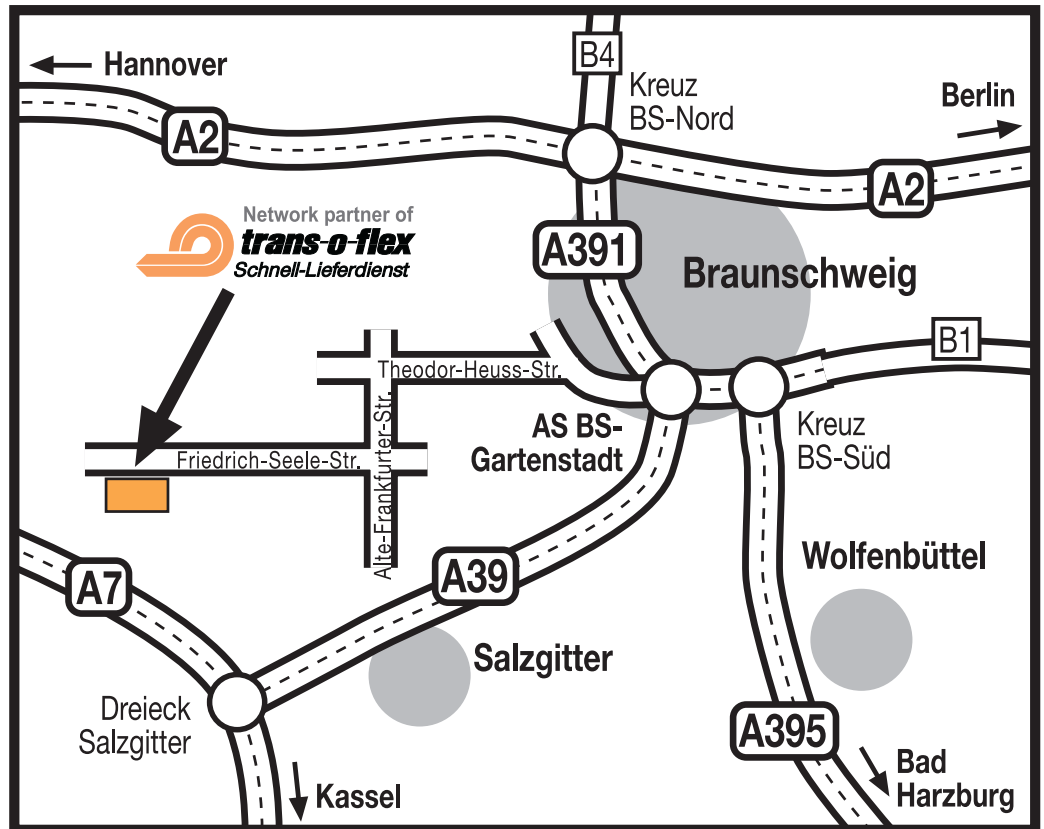 B4
Hannover
Kreuz
BS-Nord
Berlin
A2
A2
Network partner of
trans-o-flex
Schnell-Lieferdienst
A391
Braunschweig
B1
Theodor-Heuss-Str.
Alte-Frankfurter-Str.
AS BS-
Gartenstadt
Kreuz
BS-Süd
Friedrich-Seele-Str.
Wolfenbüttel
A7
A39
Salzgitter
Dreieck
Salzgitter
A395
Bad
Harzburg
Kassel